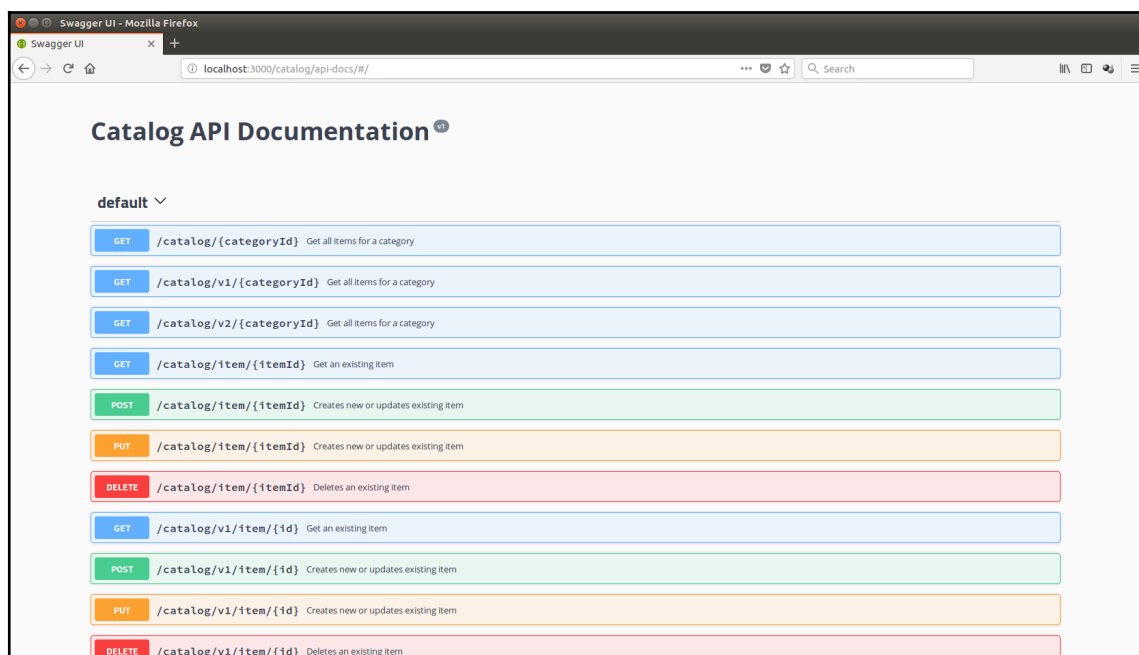 Swagger UI - Mozilla Firefox
Swagger UI
localhost:3000/catalog/api-docs/#/
Search
Catalog API Documentation v1
default
GET /catalog/{categoryId} Get all items for a category
GET /catalog/v1/{categoryId} Get all items for a category
GET /catalog/v2/{categoryId} Get all items for a category
GET /catalog/item/{itemId} Get an existing item
POST /catalog/item/{itemId} Creates new or updates existing item
PUT /catalog/item/{itemId} Creates new or updates existing item
DELETE /catalog/item/{itemId} Deletes an existing item
GET /catalog/v1/item/{id} Get an existing item
POST /catalog/v1/item/{id} Creates new or updates existing item
PUT /catalog/v1/item/{id} Creates new or updates existing item
DELETE /catalog/v1/item/{id} Deletes an existing item